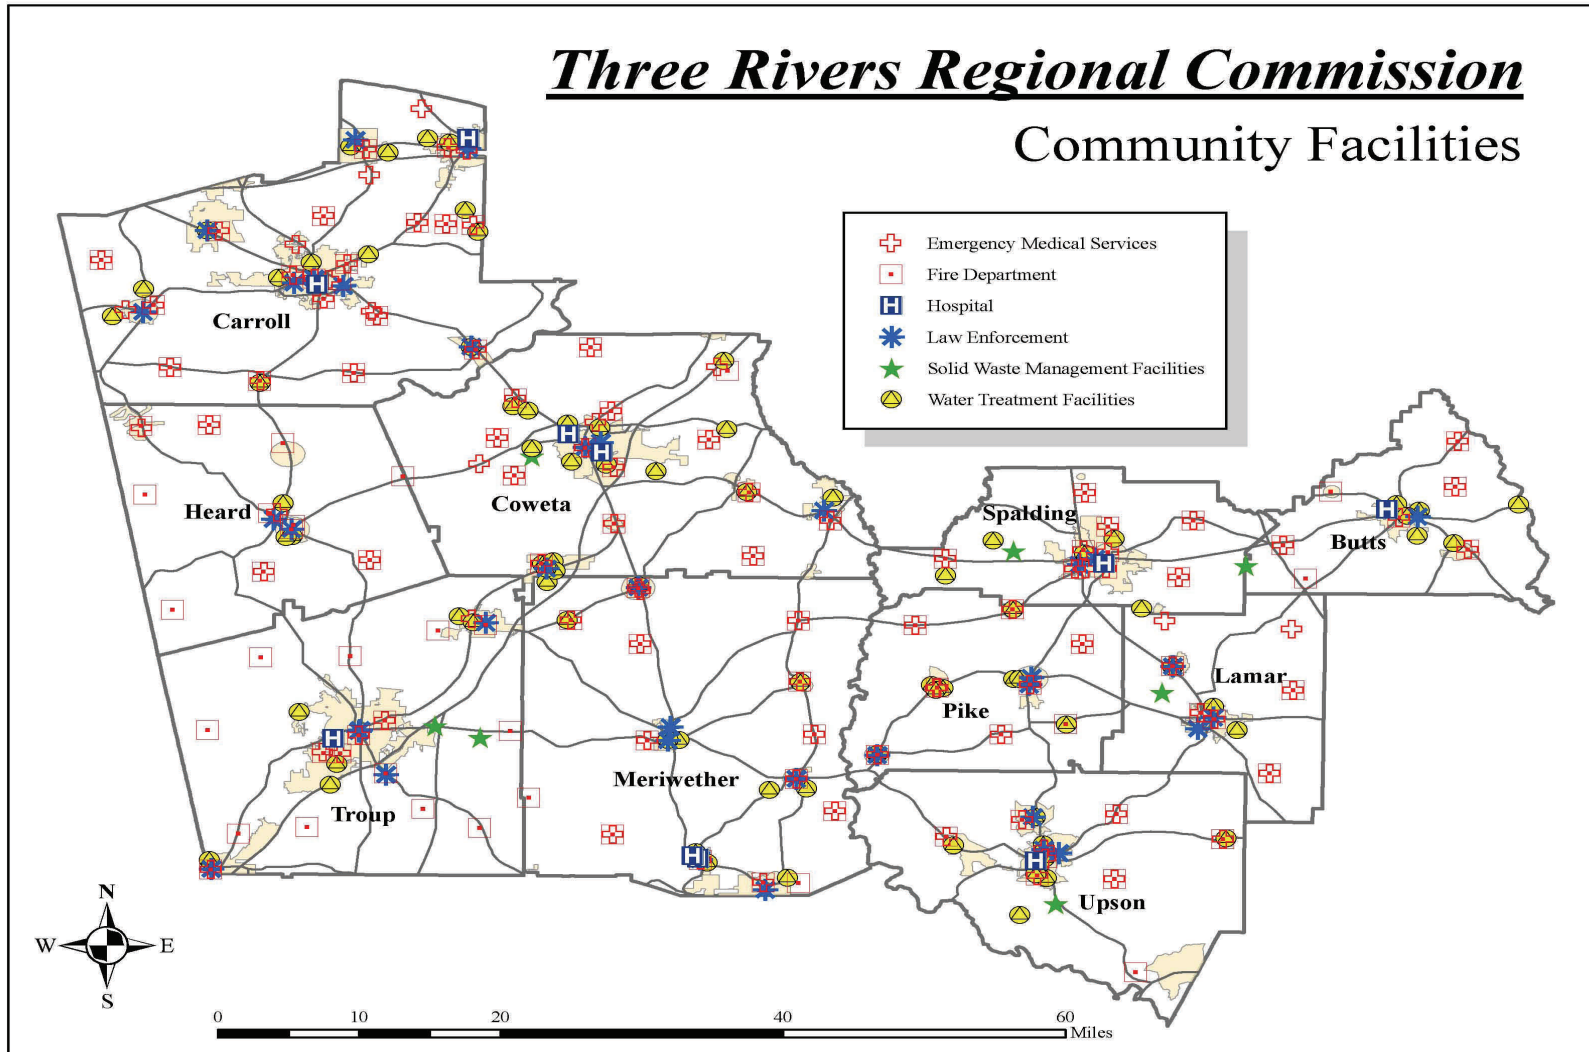 Three Rivers Regional Commission
Community Facilities
Emergency Medical Services
Fire Department
H Hospital
Law Enforcement
Solid Waste Management Facilities
Water Treatment Facilities
Carroll
Heard
Coweta
Spalding
Butts
Lamar
Pike
Meriwether
Troup
Upson
N
W E
S
0 10 20 40 60
Miles